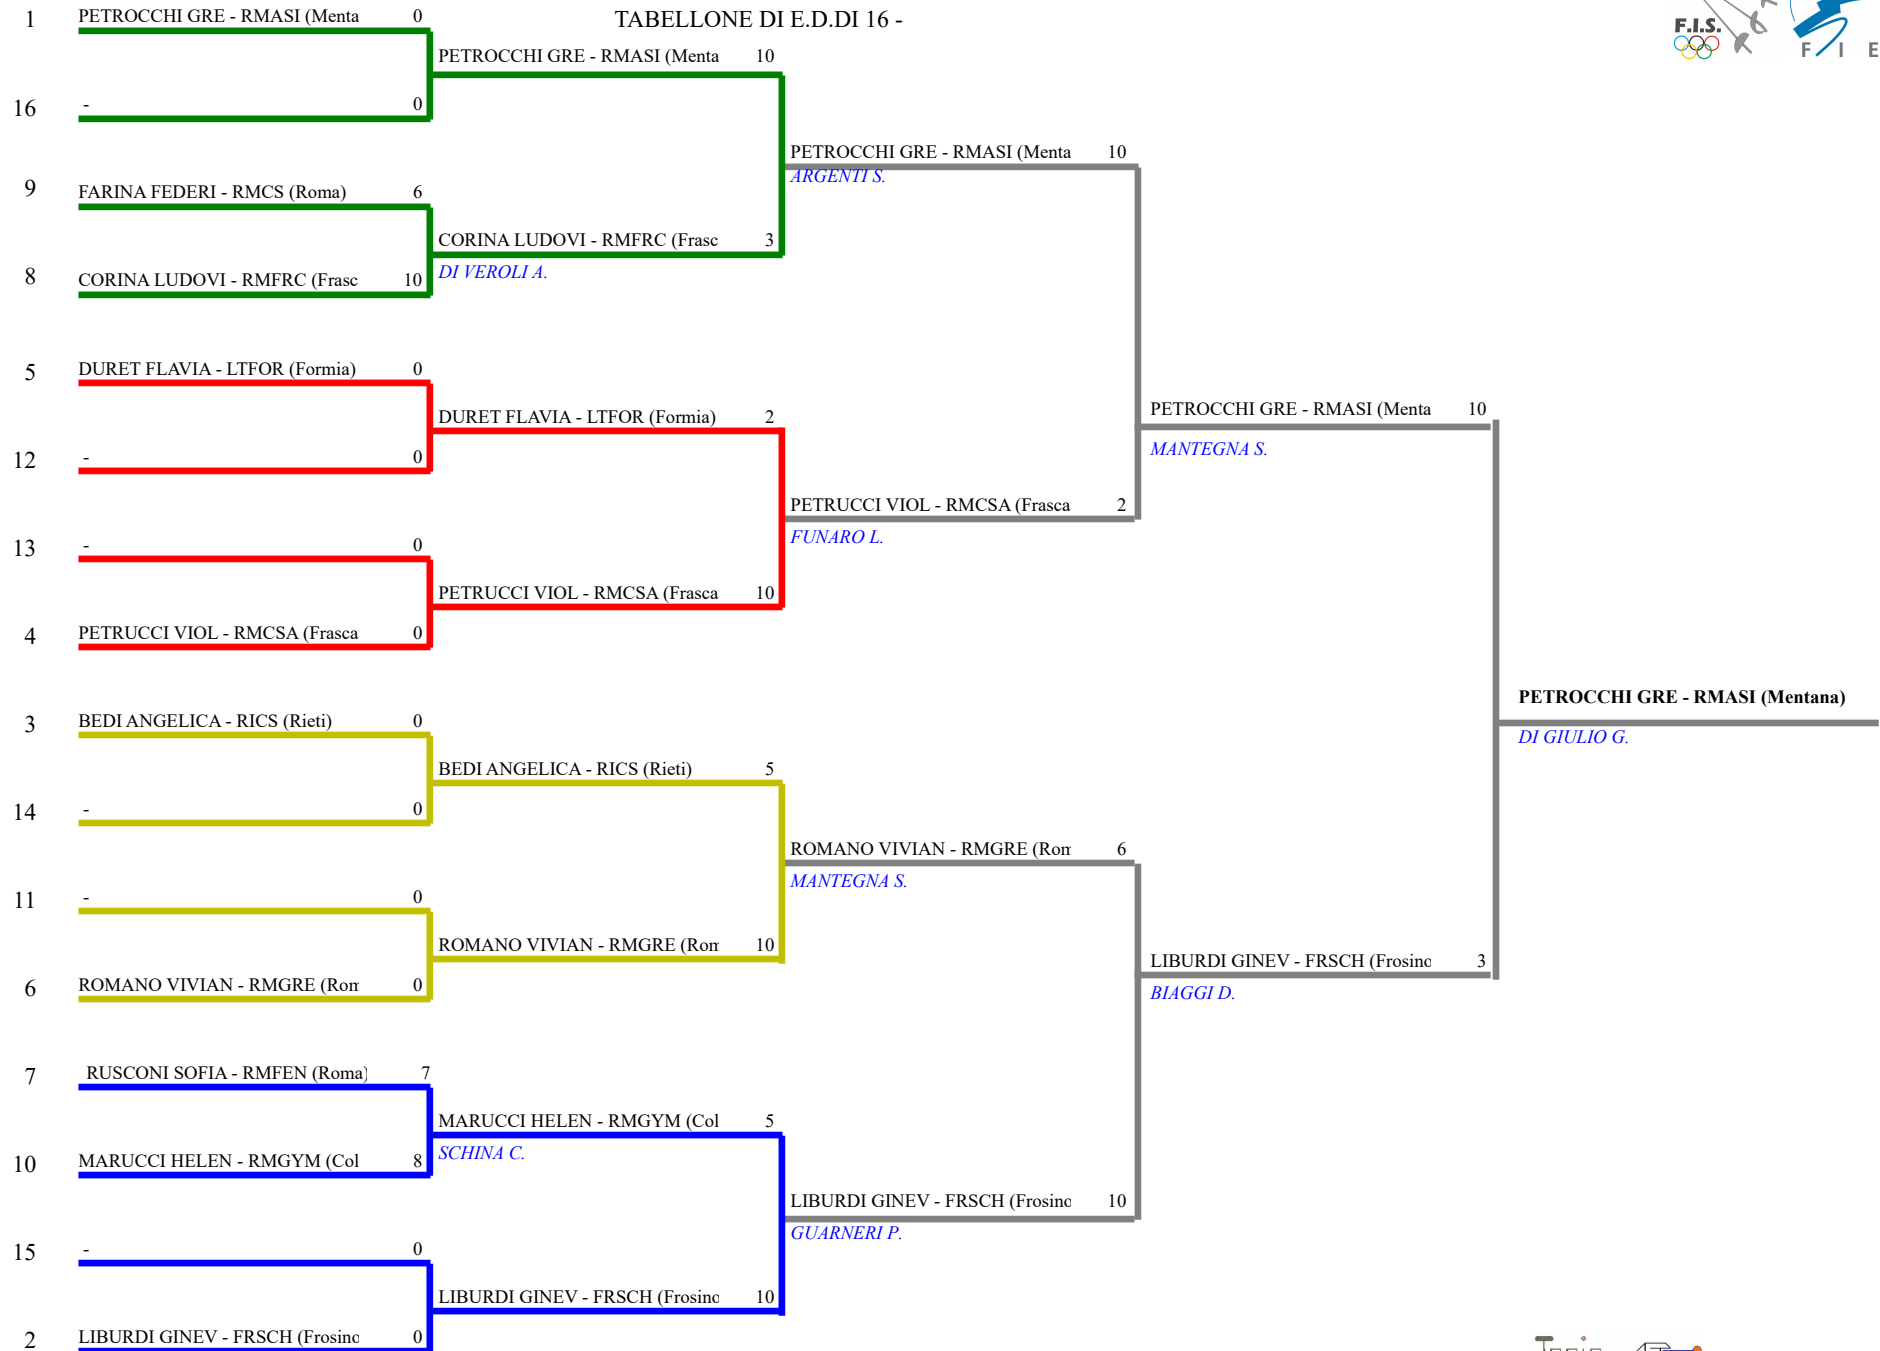 TABELLONE DI E.D.DI 16 -
F.I.S.
F I E
1 PETROCCHI GRE - RMASI (Menta 0
16 - 0
9 FARINA FEDERI - RMCS (Roma) 6
8 CORINA LUDOVI - RMFRC (Frasc 10
5 DURET FLAVIA - LTFOR (Formia) 0
12 - 0
13 - 0
4 PETRUCCI VIOL - RMCSA (Frasca 0
3 BEDI ANGELICA - RICS (Rieti) 0
14 - 0
11 - 0
6 ROMANO VIVIAN - RMGRE (Rom 0
7 RUSCONI SOFIA - RMFEN (Roma) 7
10 MARUCCI HELEN - RMGYM (Col 8
15 - 0
2 LIBURDI GINEV - FRSCH (Frosino 0
PETROCCHI GRE - RMASI (Menta 10
CORINA LUDOVI - RMFRC (Frasc 3
DI VEROLI A.
DURET FLAVIA - LTFOR (Formia) 2
PETRUCCI VIOL - RMCSA (Frasca 10
BEDI ANGELICA - RICS (Rieti) 5
ROMANO VIVIAN - RMGRE (Rom 10
MARUCCI HELEN - RMGYM (Col 5
SCHINA C.
LIBURDI GINEV - FRSCH (Frosino 10
PETROCCHI GRE - RMASI (Menta 10
ARGENTI S.
PETRUCCI VIOL - RMCSA (Frasca 2
FUNARO L.
ROMANO VIVIAN - RMGRE (Rom 6
MANTEGNA S.
LIBURDI GINEV - FRSCH (Frosino 10
GUARNERI P.
PETROCCHI GRE - RMASI (Menta 10
MANTEGNA S.
LIBURDI GINEV - FRSCH (Frosino 3
BIAGGI D.
PETROCCHI GRE - RMASI (Mentana)
DI GIULIO G.